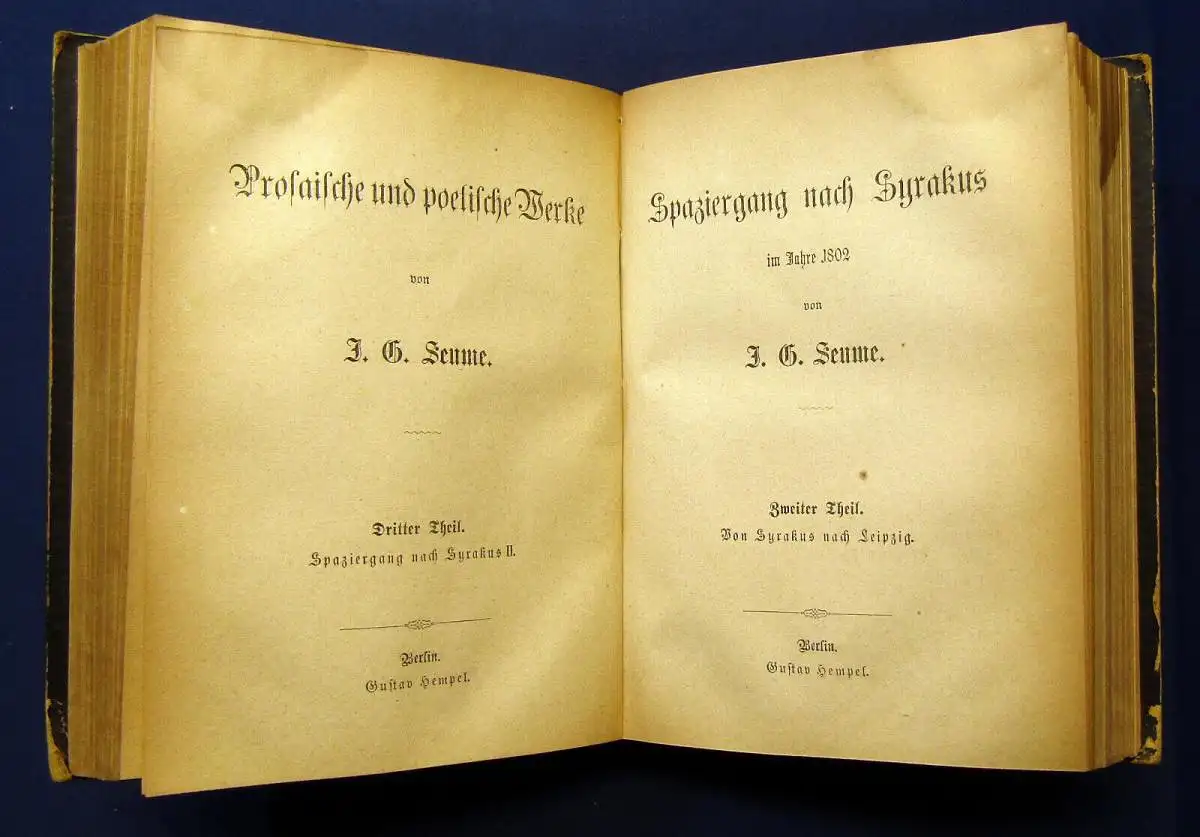 Prosaische und poetische Werke
von
J. G. Seume.
Dritter Theil.
Spaziergang nach Syrakus II.
Berlin.
Gustav Hempel.
Spaziergang nach Syrakus
im Jahre 1802
von
J. G. Seume.
Zweiter Theil.
Von Syrakus nach Leipzig.
Berlin.
Gustav Hempel.